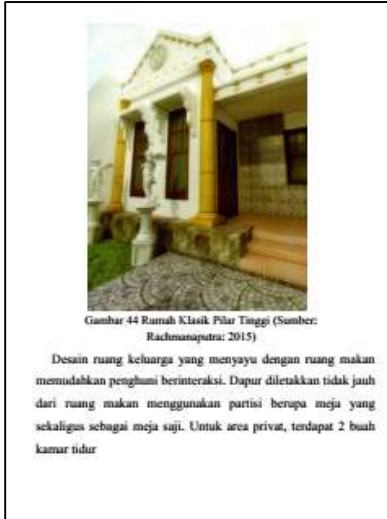 Gambar 44 Rumah Klasik Pilar Tinggi (Sumber:
Rachmanaputra: 2015)
Desain ruang keluarga yang menyayu dengan ruang makan
memudahkan penghuni berinteraksi. Dapur diletakkan tidak jauh
dari ruang makan menggunakan partisi berupa meja yang
sekaligus sebagai meja saji. Untuk area privat, terdapat 2 buah
kamar tidur